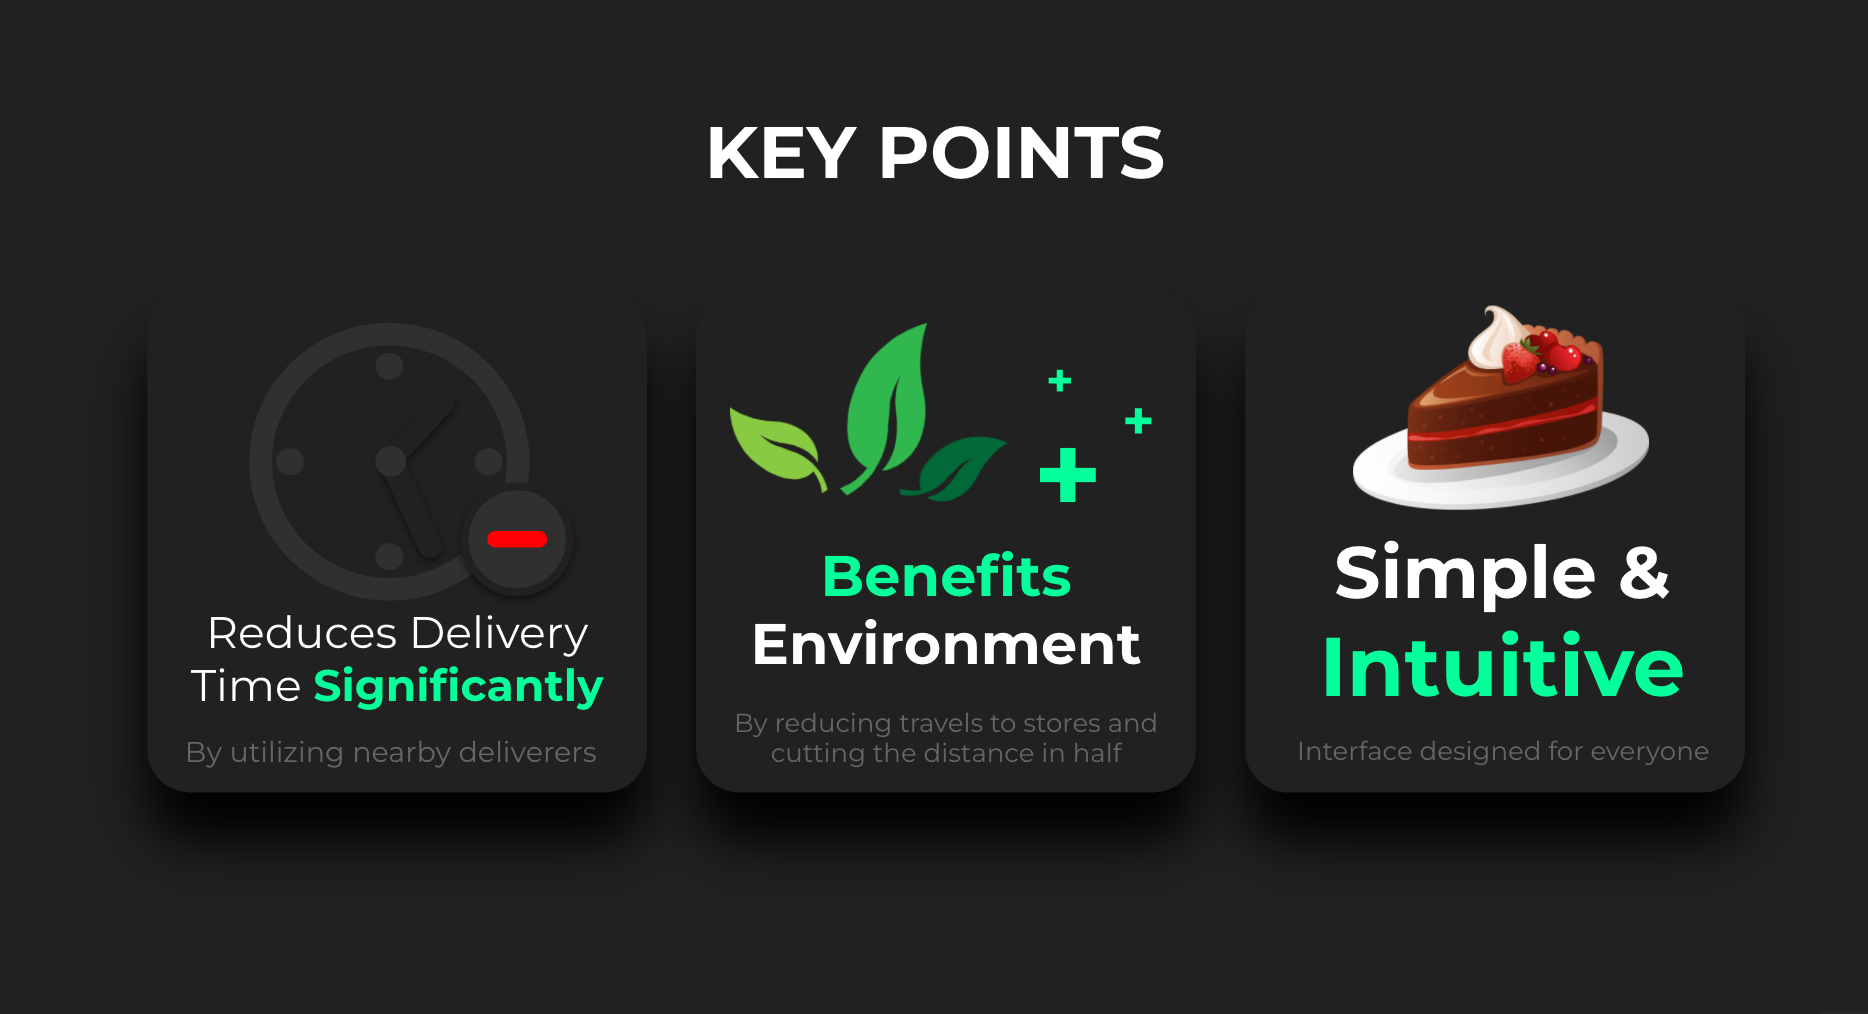 KEY POINTS
Reduces Delivery
Time Significantly
By utilizing nearby deliverers
Benefits
Environment
By reducing travels to stores and
cutting the distance in half
Simple &
Intuitive
Interface designed for everyone